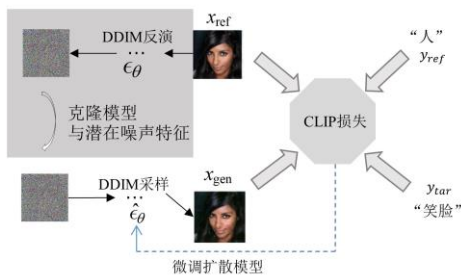 DDIM反演
x_ref
ϵ_θ
克隆模型
与潜在噪声特征
DDIM采样
x_gen
ϵ̂_θ
CLIP损失
“人”
y_ref
y_tar
“笑脸”
微调扩散模型